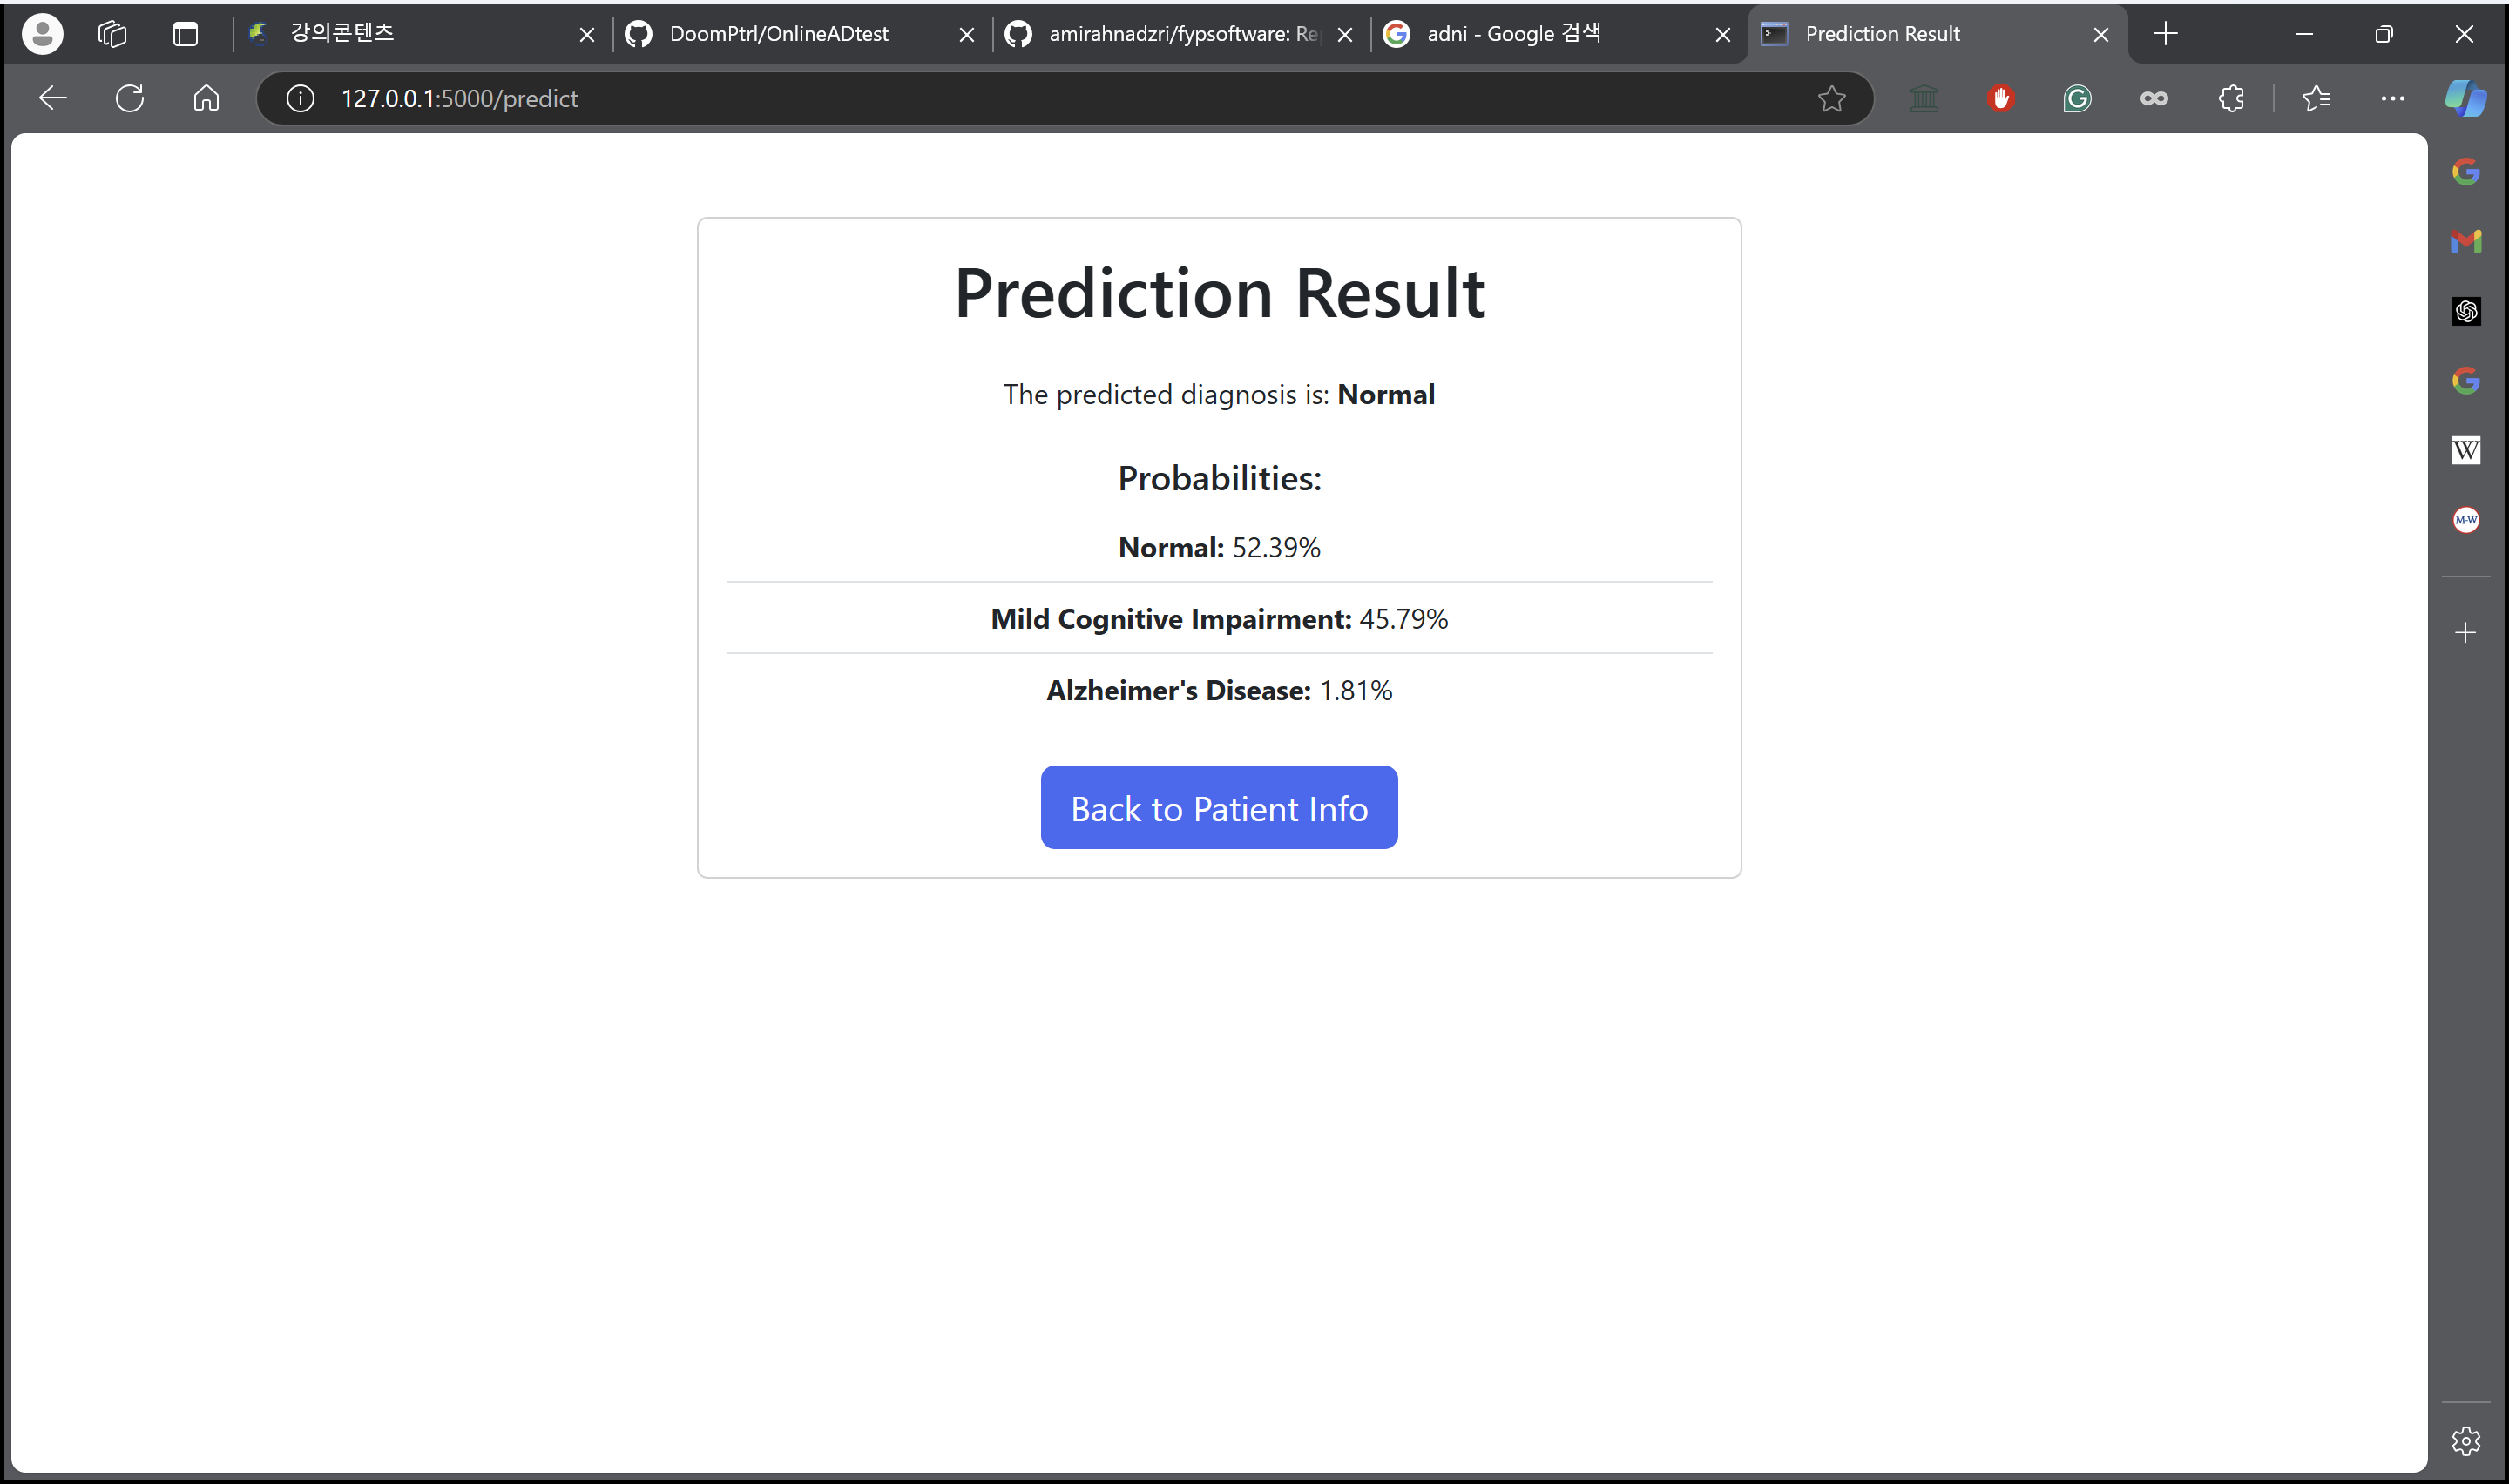 강의콘텐츠
DoomPtrl/OnlineADtest
amirahnadzri/fypsoftware: Re
adni - Google 검색
Prediction Result
127.0.0.1:5000/predict
Prediction Result
The predicted diagnosis is: Normal
Probabilities:
Normal: 52.39%
Mild Cognitive Impairment: 45.79%
Alzheimer's Disease: 1.81%
Back to Patient Info
W
M-W